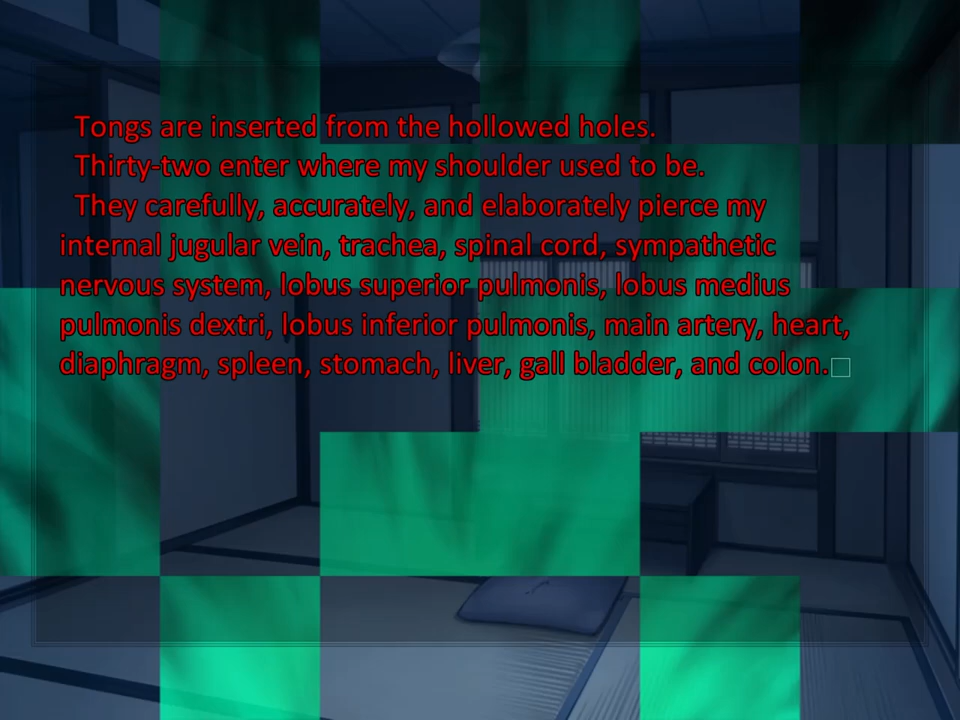 Tongs are inserted from the hollowed holes.
Thirty-two enter where my shoulder used to be.
They carefully, accurately, and elaborately pierce my
internal jugular vein, trachea, spinal cord, sympathetic
nervous system, lobus superior pulmonis, lobus medius
pulmonis dextri, lobus inferior pulmonis, main artery, heart,
diaphragm, spleen, stomach, liver, gall bladder, and colon.